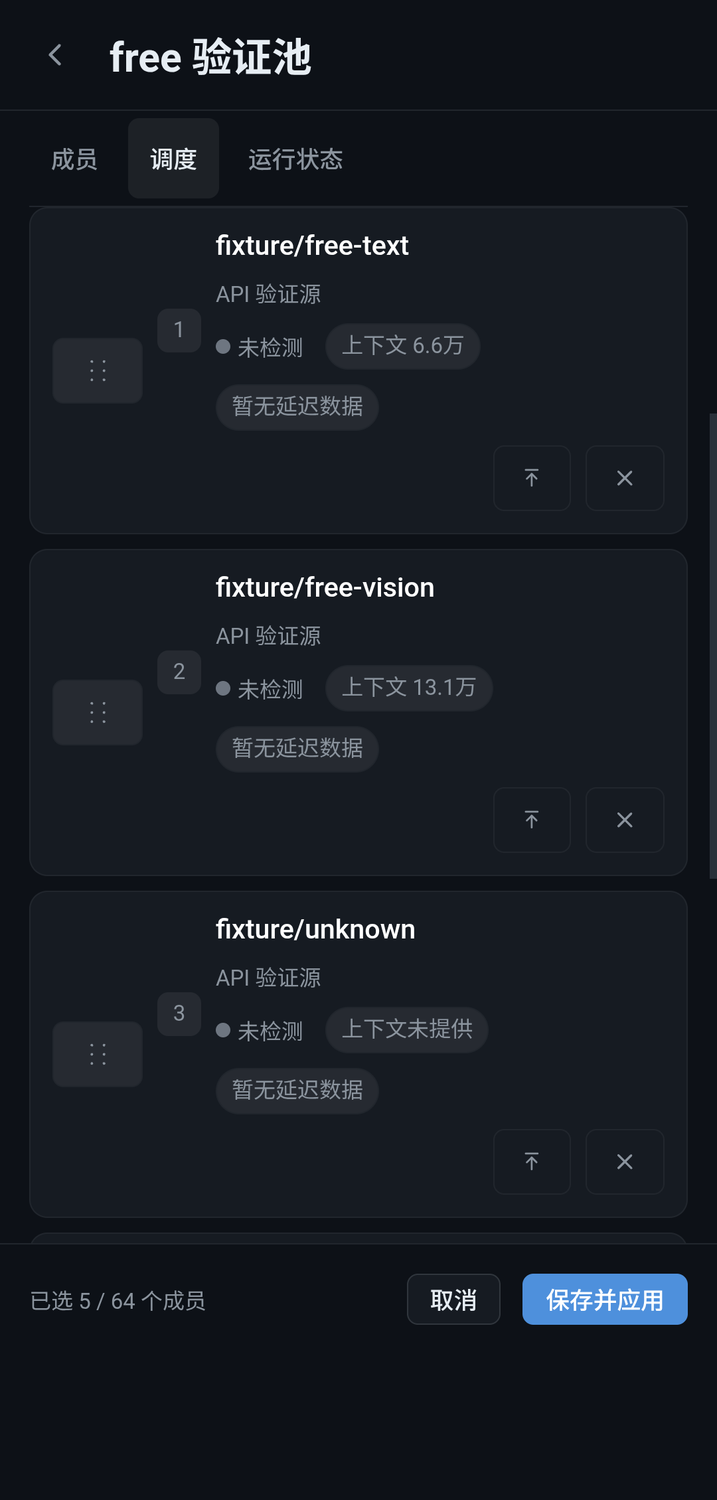 free 验证池
成员 调度 运行状态
fixture/free-text
API 验证源
1
未检测 上下文 6.6万
暂无延迟数据
fixture/free-vision
API 验证源
2
未检测 上下文 13.1万
暂无延迟数据
fixture/unknown
API 验证源
3
未检测 上下文未提供
暂无延迟数据
已选 5 / 64 个成员 取消 保存并应用